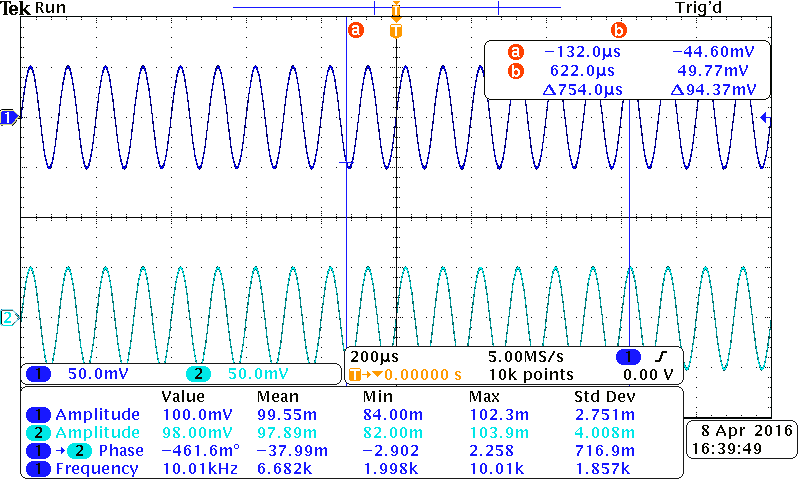 Tek Run Trig'd
T
a T b
a −132.0µs −44.60mV
b 622.0µs 49.77mV
Δ754.0µs Δ94.37mV
1
2
1 50.0mV 2 50.0mV
200µs 5.00MS/s 1
T→▼0.00000 s 10k points 0.00 V
Value Mean Min Max Std Dev
1 Amplitude 100.0mV 99.55m 84.00m 102.3m 2.751m
2 Amplitude 98.00mV 97.89m 82.00m 103.9m 4.008m
1 → 2 Phase −461.6m° −37.99m −2.902 2.258 716.9m
1 Frequency 10.01kHz 6.682k 1.998k 10.01k 1.857k
8 Apr 2016
16:39:49